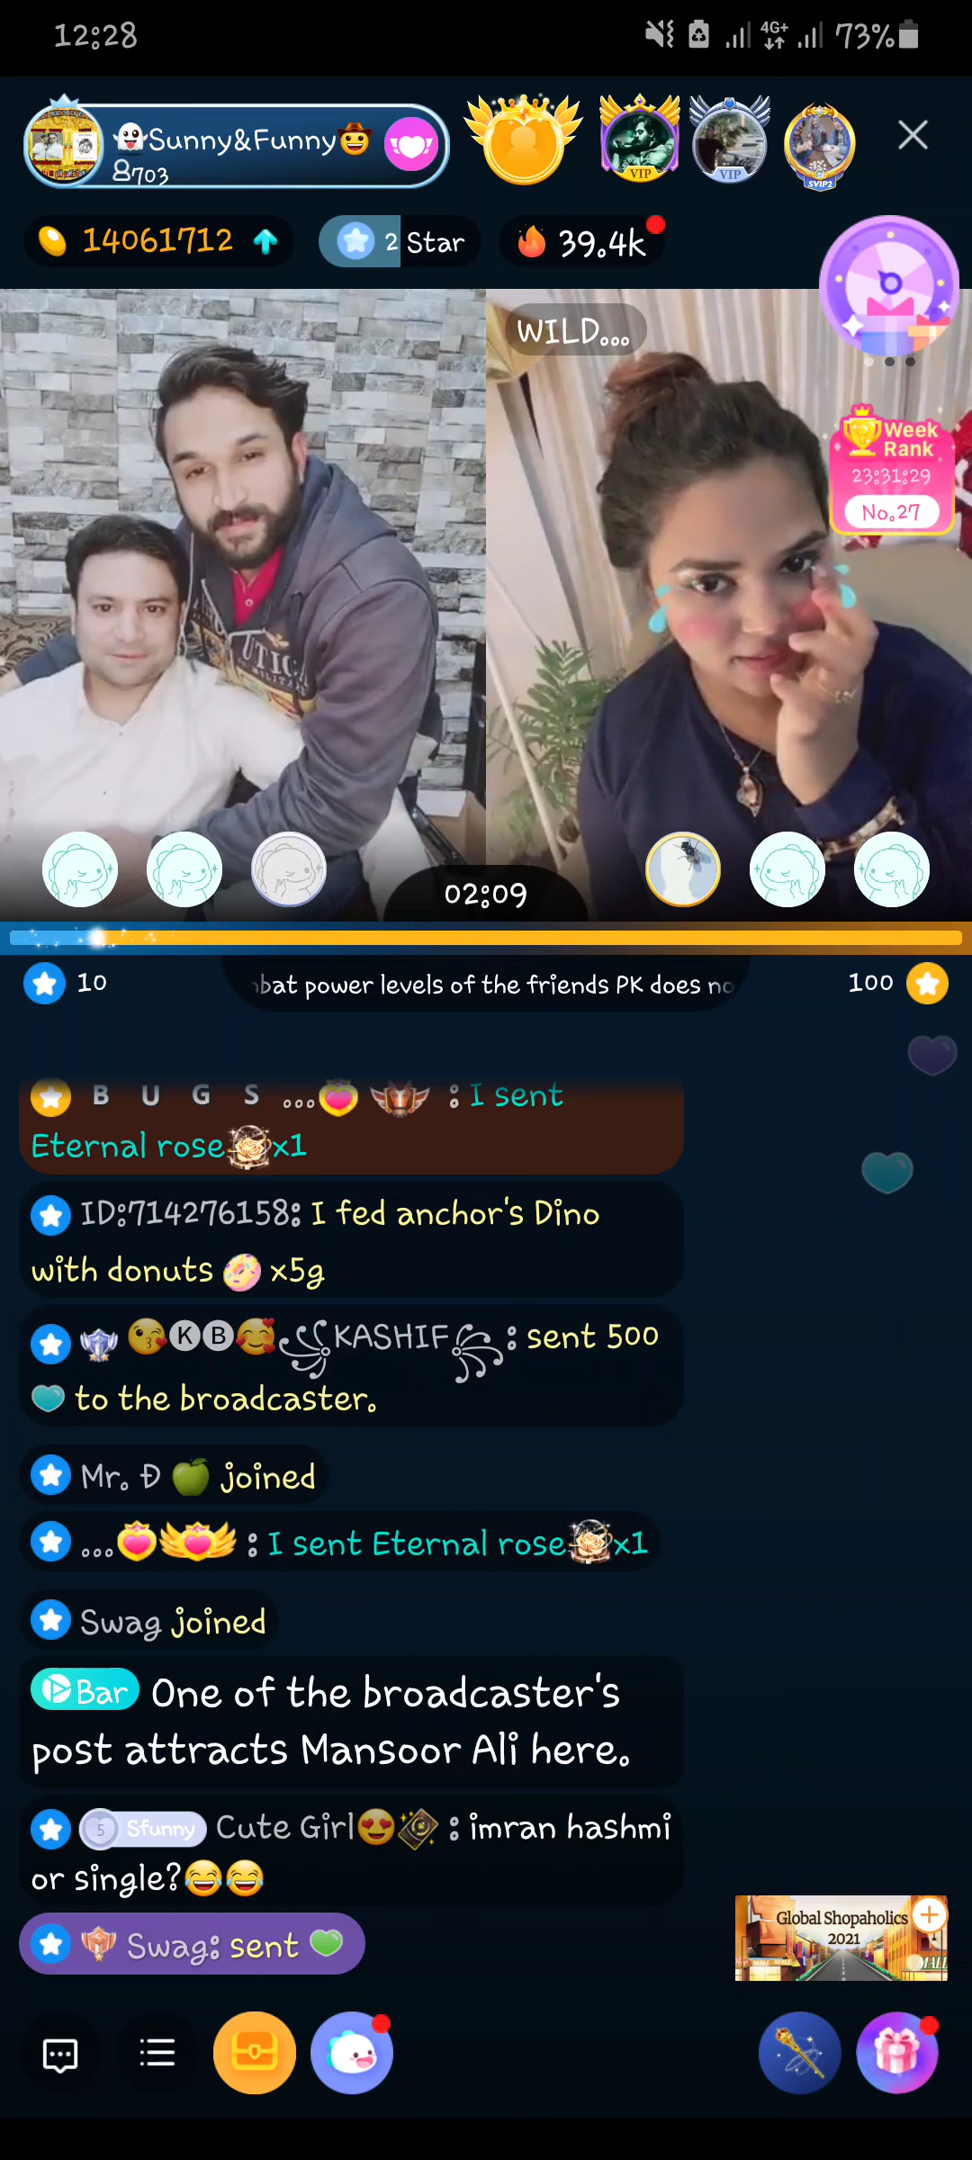 12:28
4G+
73%
👻Sunny&Funny🤠
703
VIP
VIP
SVIP2
14061712
2 Star
39.4k
WILD...
Week
Rank
23:31:29
No.27
02:09
10
bat power levels of the friends PK does no
100
B U G S ... : I sent
Eternal rose x1
ID:714276158: I fed anchor's Dino
with donuts 🍩 x5g
😘🅚🅑🥰꧁KASHIF꧂: sent 500
to the broadcaster.
Mr. Đ 🍏 joined
... : I sent Eternal rose x1
Swag joined
Bar One of the broadcaster's
post attracts Mansoor Ali here.
5 Sfunny Cute Girl😍 : imran hashmi
or single?😂😂
Swag: sent 💚
Global Shopaholics
2021
MALL